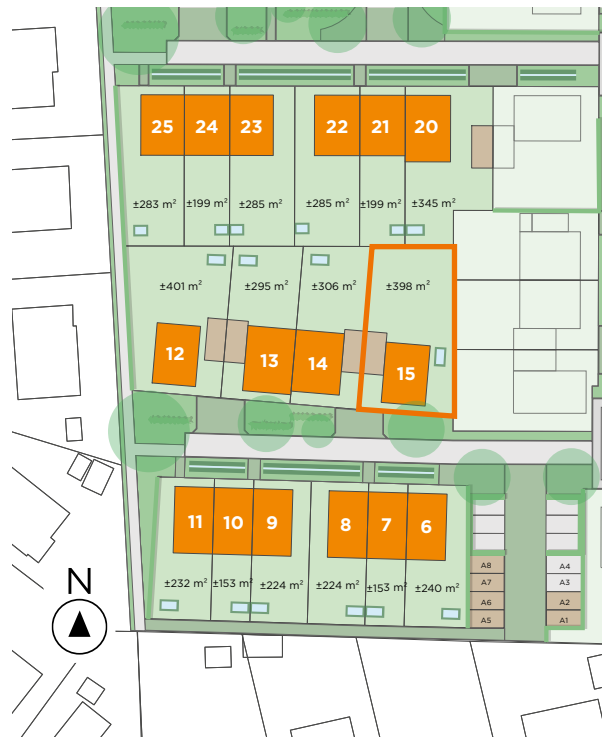 25 24 23 22 21 20
±283 m² ±199 m² ±285 m² ±285 m² ±199 m² ±345 m²
±401 m² ±295 m² ±306 m² ±398 m²
12 13 14 15
11 10 9 8 7 6
±232 m² ±153 m² ±224 m² ±224 m² ±153 m² ±240 m²
A8 A4
A7 A3
A6 A2
A5 A1
N